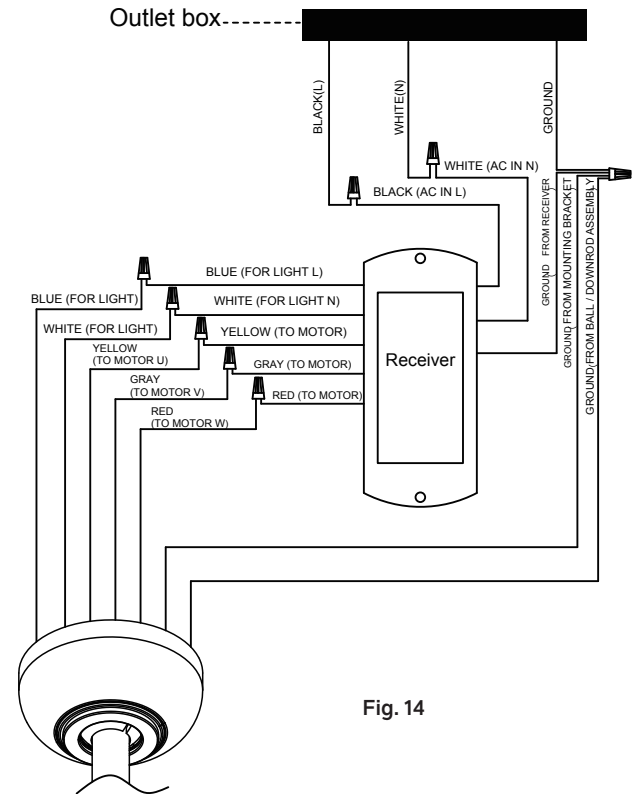 Outlet box
BLACK(L)
WHITE(N)
GROUND
WHITE (AC IN N)
BLACK (AC IN L)
GROUND FROM RECEIVER
GROUND FROM MOUNTING BRACKET
GROUND FROM BALL / DOWNROD ASSEMBLY
BLUE (FOR LIGHT L)
BLUE (FOR LIGHT)
WHITE (FOR LIGHT N)
WHITE (FOR LIGHT)
YELLOW (TO MOTOR)
YELLOW
(TO MOTOR U)
GRAY (TO MOTOR)
GRAY
(TO MOTOR V)
RED (TO MOTOR)
RED
(TO MOTOR W)
Receiver
Fig. 14